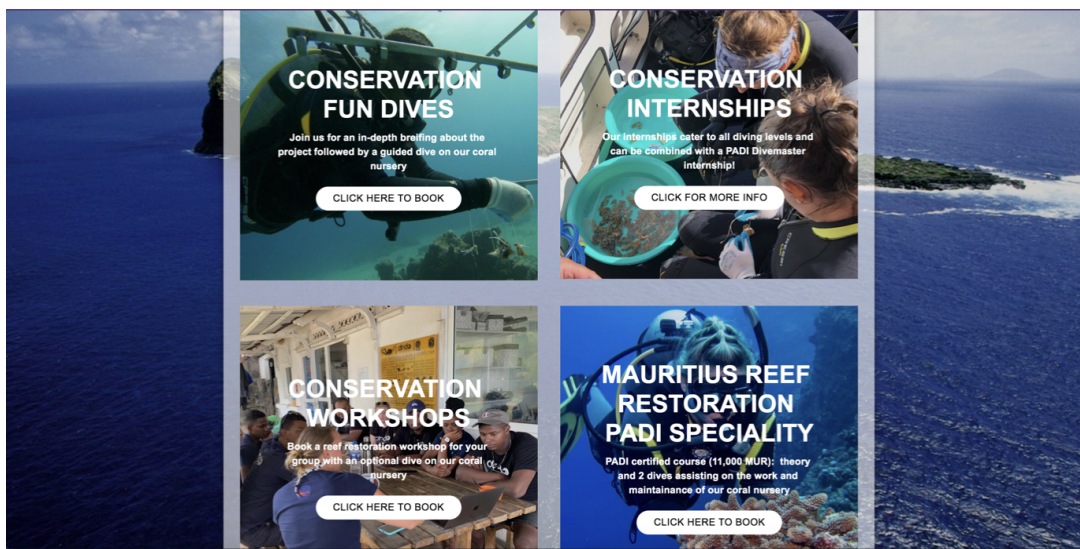 CONSERVATION
FUN DIVES
Join us for an in-depth breifing about the
project followed by a guided dive on our coral
nursery
CLICK HERE TO BOOK
CONSERVATION
INTERNSHIPS
Our internships cater to all diving levels and
can be combined with a PADI Divemaster
internship!
CLICK FOR MORE INFO
CONSERVATION
WORKSHOPS
Book a reef restoration workshop for your
group with an optional dive on our coral
nursery
CLICK HERE TO BOOK
MAURITIUS REEF
RESTORATION
PADI SPECIALITY
PADI certified course (11,000 MUR): theory
and 2 dives assisting on the work and
maintainance of our coral nursery
CLICK HERE TO BOOK